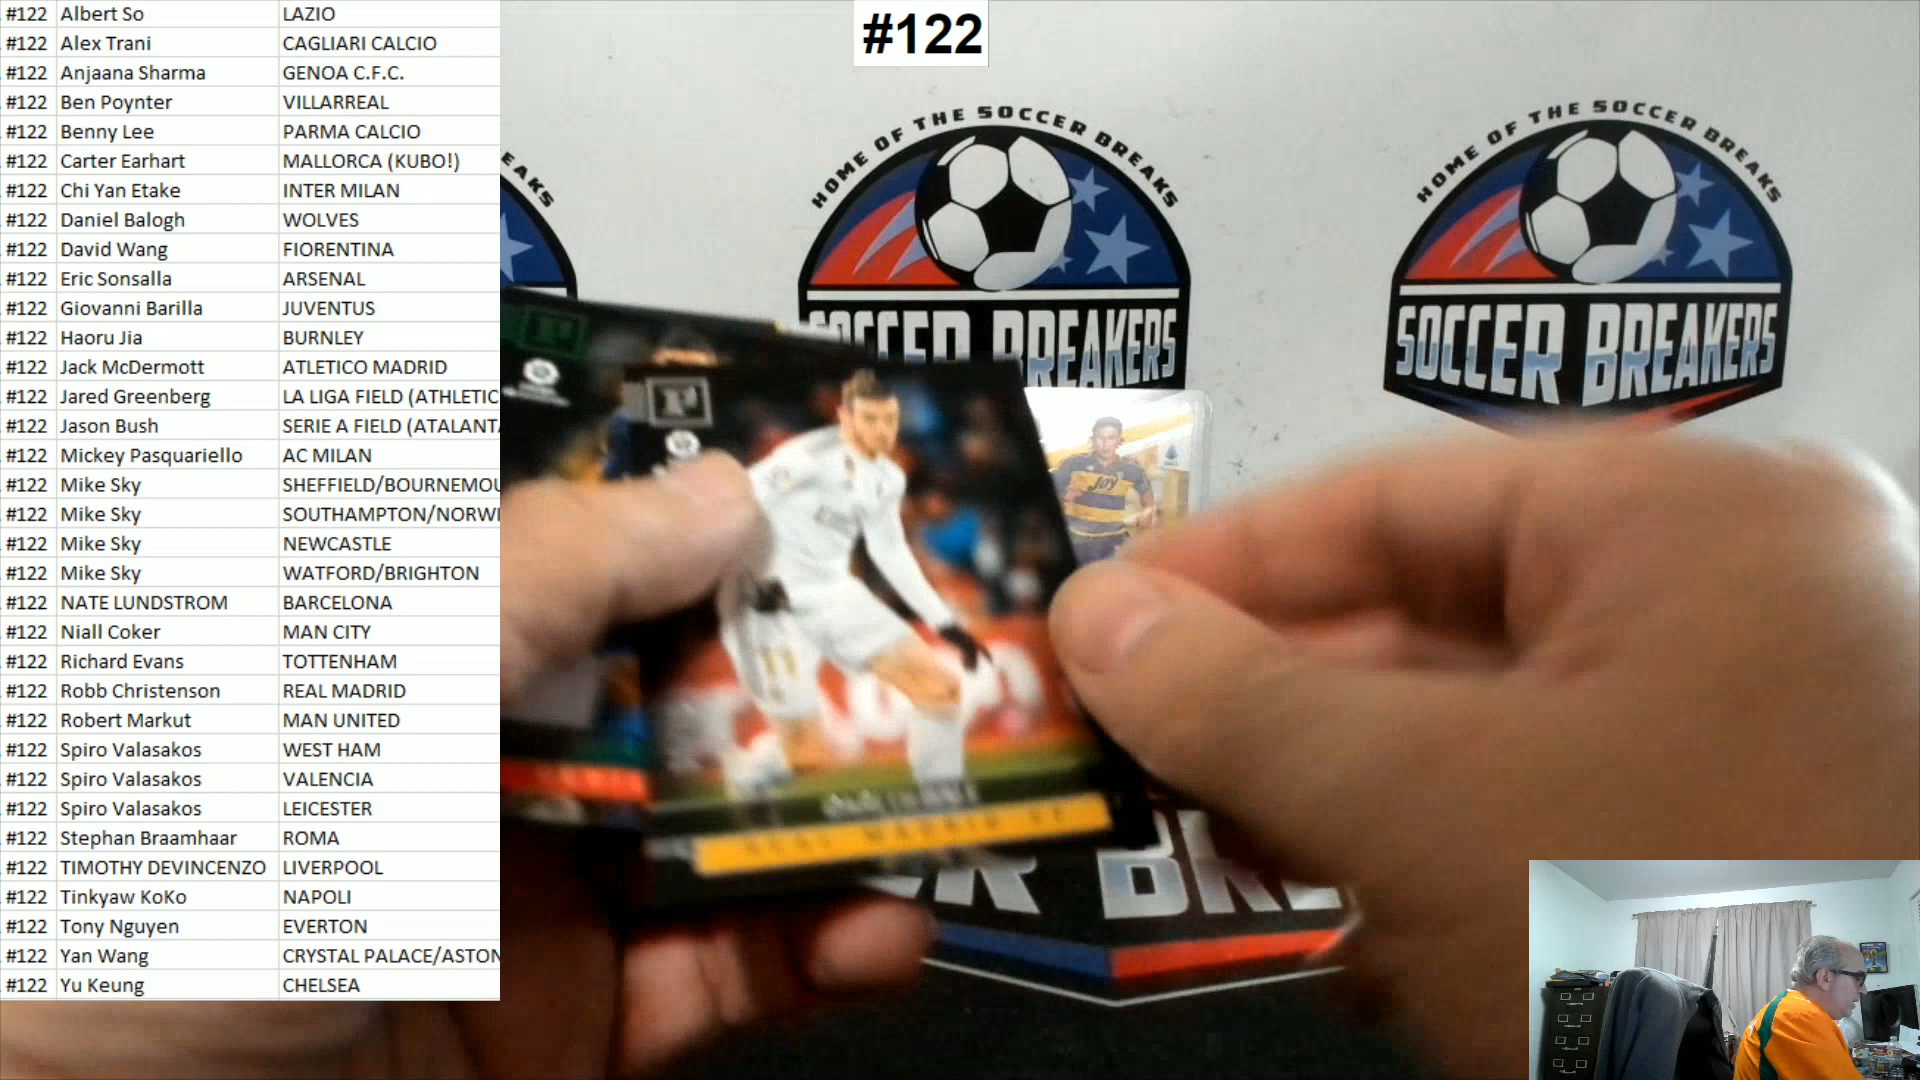 #122 Albert So LAZIO
#122 Alex Trani CAGLIARI CALCIO
#122 Anjaana Sharma GENOA C.F.C.
#122 Ben Poynter VILLARREAL
#122 Benny Lee PARMA CALCIO
#122 Carter Earhart MALLORCA (KUBO!)
#122 Chi Yan Etake INTER MILAN
#122 Daniel Balogh WOLVES
#122 David Wang FIORENTINA
#122 Eric Sonsalla ARSENAL
#122 Giovanni Barilla JUVENTUS
#122 Haoru Jia BURNLEY
#122 Jack McDermott ATLETICO MADRID
#122 Jared Greenberg LA LIGA FIELD (ATHLETIC
#122 Jason Bush SERIE A FIELD (ATALANT
#122 Mickey Pasquariello AC MILAN
#122 Mike Sky SHEFFIELD/BOURNEMOU
#122 Mike Sky SOUTHAMPTON/NORWI
#122 Mike Sky NEWCASTLE
#122 Mike Sky WATFORD/BRIGHTON
#122 NATE LUNDSTROM BARCELONA
#122 Niall Coker MAN CITY
#122 Richard Evans TOTTENHAM
#122 Robb Christenson REAL MADRID
#122 Robert Markut MAN UNITED
#122 Spiro Valasakos WEST HAM
#122 Spiro Valasakos VALENCIA
#122 Spiro Valasakos LEICESTER
#122 Stephan Braamhaar ROMA
#122 TIMOTHY DEVINCENZO LIVERPOOL
#122 Tinkyaw KoKo NAPOLI
#122 Tony Nguyen EVERTON
#122 Yan Wang CRYSTAL PALACE/ASTON
#122 Yu Keung CHELSEA
#122
EAKS
HOME OF THE SOCCER BREAKS
SOCCER BREAKERS
HOME OF THE SOCCER BREAKS
SOCCER BREAKERS
P
JOY
REAL MADRID CF
ER BRE